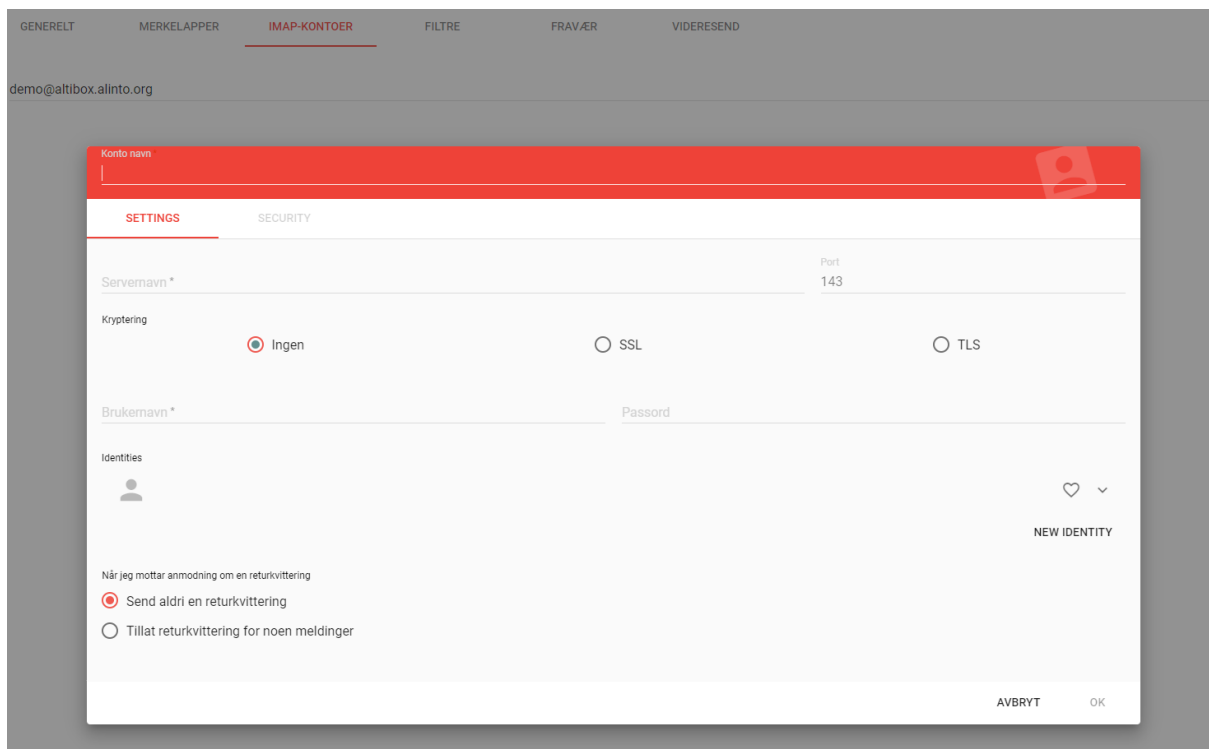 GENERELT MERKELAPPER IMAP-KONTOER FILTRE FRAVÆR VIDERESEND
demo@altibox.alinto.org
Konto navn *
SETTINGS SECURITY
Port
Servernavn * 143
Kryptering
Ingen SSL TLS
Brukernavn * Passord
Identities
NEW IDENTITY
Når jeg mottar anmodning om en returkvittering
Send aldri en returkvittering
Tillat returkvittering for noen meldinger
AVBRYT OK